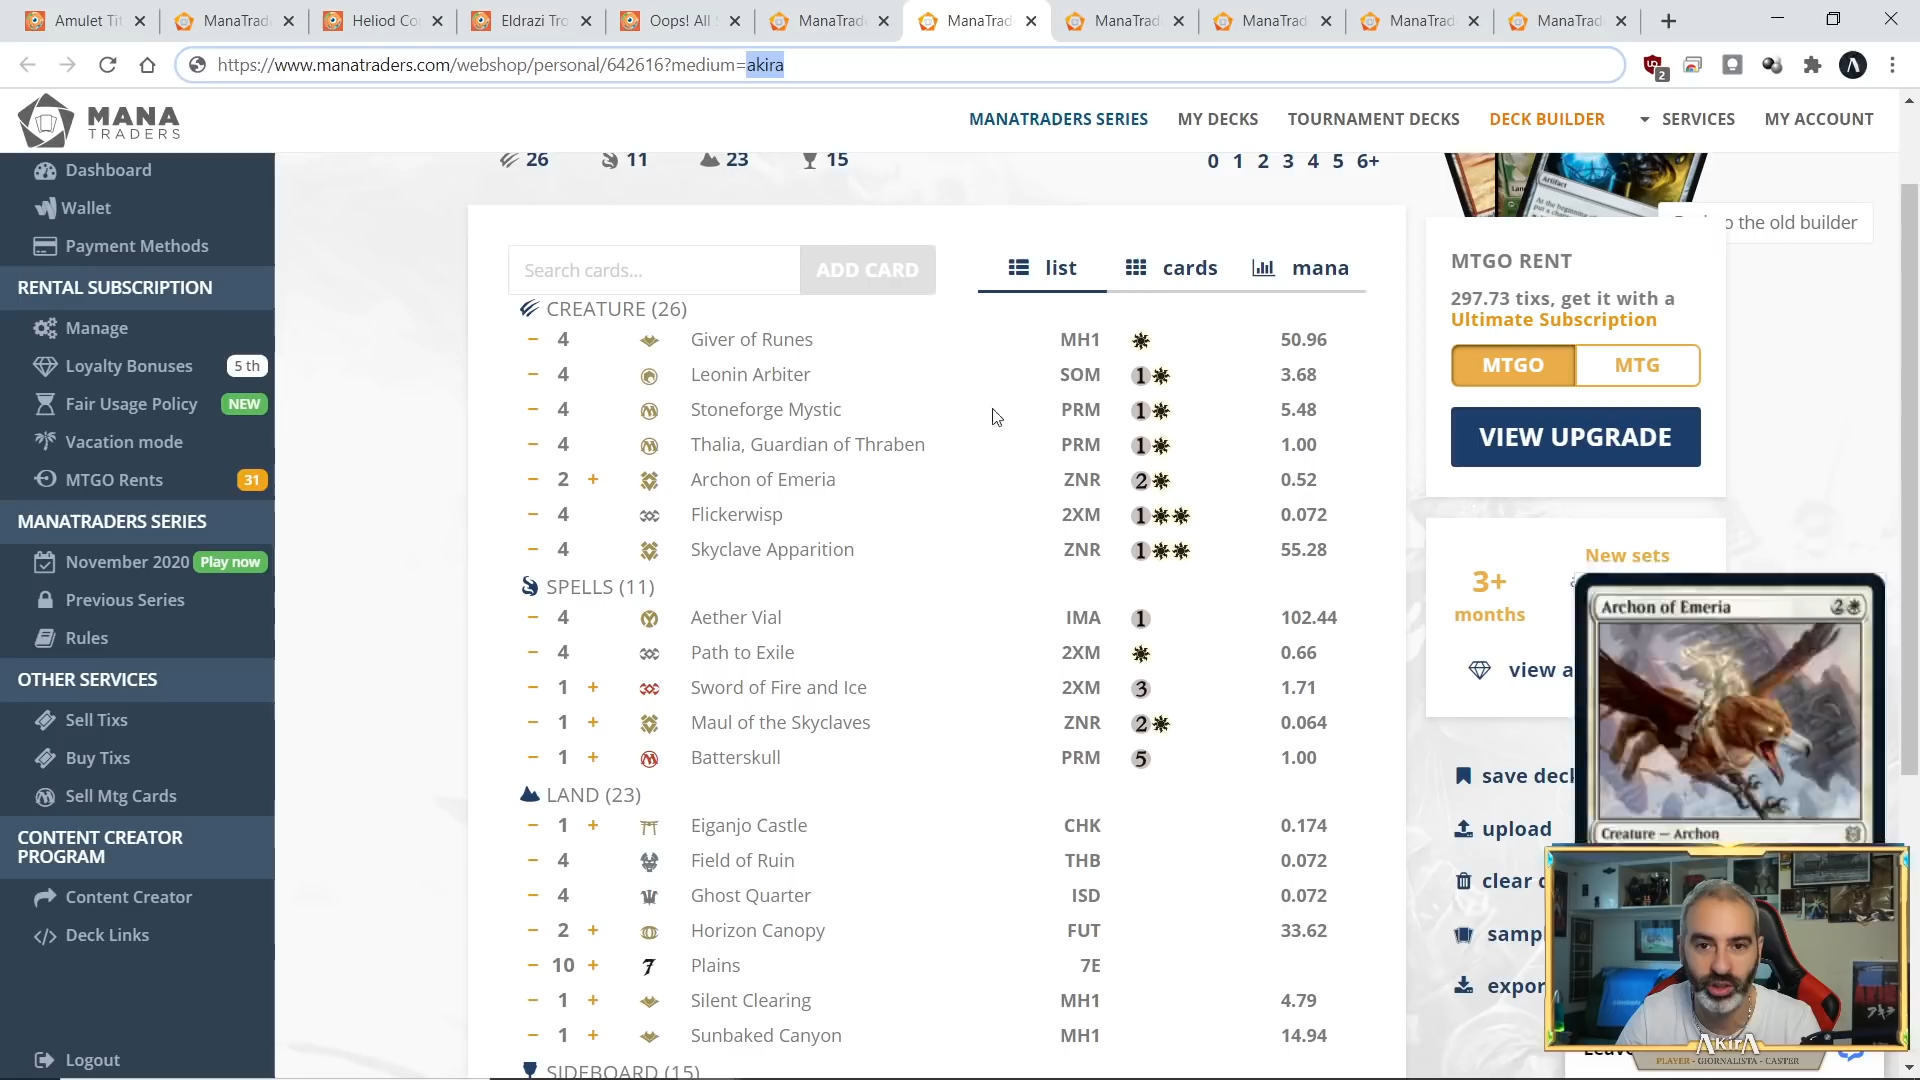 Amulet Tit
ManaTrad
Heliod Co
Eldrazi Tro
Oops! All
ManaTrad
ManaTrad
ManaTrad
ManaTrad
ManaTrad
ManaTrad
https://www.manatraders.com/webshop/personal/642616?medium=akira
2
MANA
TRADERS
MANATRADERS SERIES MY DECKS TOURNAMENT DECKS DECK BUILDER SERVICES MY ACCOUNT
Dashboard
Wallet
Payment Methods
RENTAL SUBSCRIPTION
Manage
Loyalty Bonuses 5 th
Fair Usage Policy NEW
Vacation mode
MTGO Rents 31
MANATRADERS SERIES
November 2020 Play now
Previous Series
Rules
OTHER SERVICES
Sell Tixs
Buy Tixs
Sell Mtg Cards
CONTENT CREATOR
PROGRAM
Content Creator
Deck Links
Logout
26 11 23 15
0 1 2 3 4 5 6+
Search cards... ADD CARD
list cards mana
CREATURE (26)
− 4 Giver of Runes MH1 50.96
− 4 Leonin Arbiter SOM 1 3.68
− 4 Stoneforge Mystic PRM 1 5.48
− 4 Thalia, Guardian of Thraben PRM 1 1.00
− 2 + Archon of Emeria ZNR 2 0.52
− 4 Flickerwisp 2XM 1 0.072
− 4 Skyclave Apparition ZNR 1 55.28
SPELLS (11)
− 4 Aether Vial IMA 1 102.44
− 4 Path to Exile 2XM 0.66
− 1 + Sword of Fire and Ice 2XM 3 1.71
− 1 + Maul of the Skyclaves ZNR 2 0.064
− 1 + Batterskull PRM 5 1.00
LAND (23)
− 1 + Eiganjo Castle CHK 0.174
− 4 Field of Ruin THB 0.072
− 4 Ghost Quarter ISD 0.072
− 2 + Horizon Canopy FUT 33.62
− 10 + Plains 7E
− 1 + Silent Clearing MH1 4.79
− 1 + Sunbaked Canyon MH1 14.94
SIDEBOARD (15)
Artifact
o the old builder
MTGO RENT
297.73 tixs, get it with a
Ultimate Subscription
MTGO MTG
VIEW UPGRADE
New sets
3+
months
view a
save deck
upload
clear
samp
expor
Archon of Emeria 2
Creature — Archon
AKirA
PLAYER - GIORNALISTA - CASTER